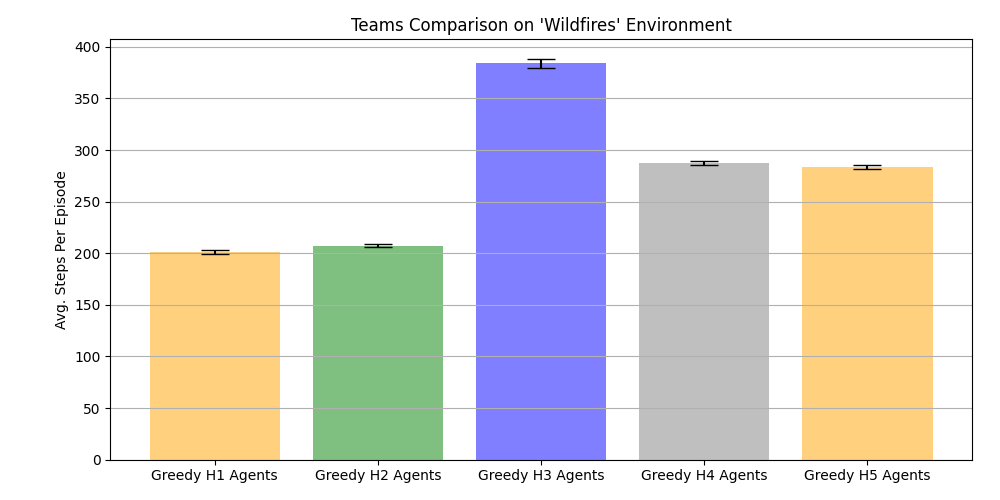 Teams Comparison on 'Wildfires' Environment
Avg. Steps Per Episode
400
350
300
250
200
150
100
50
0
Greedy H1 Agents
Greedy H2 Agents
Greedy H3 Agents
Greedy H4 Agents
Greedy H5 Agents